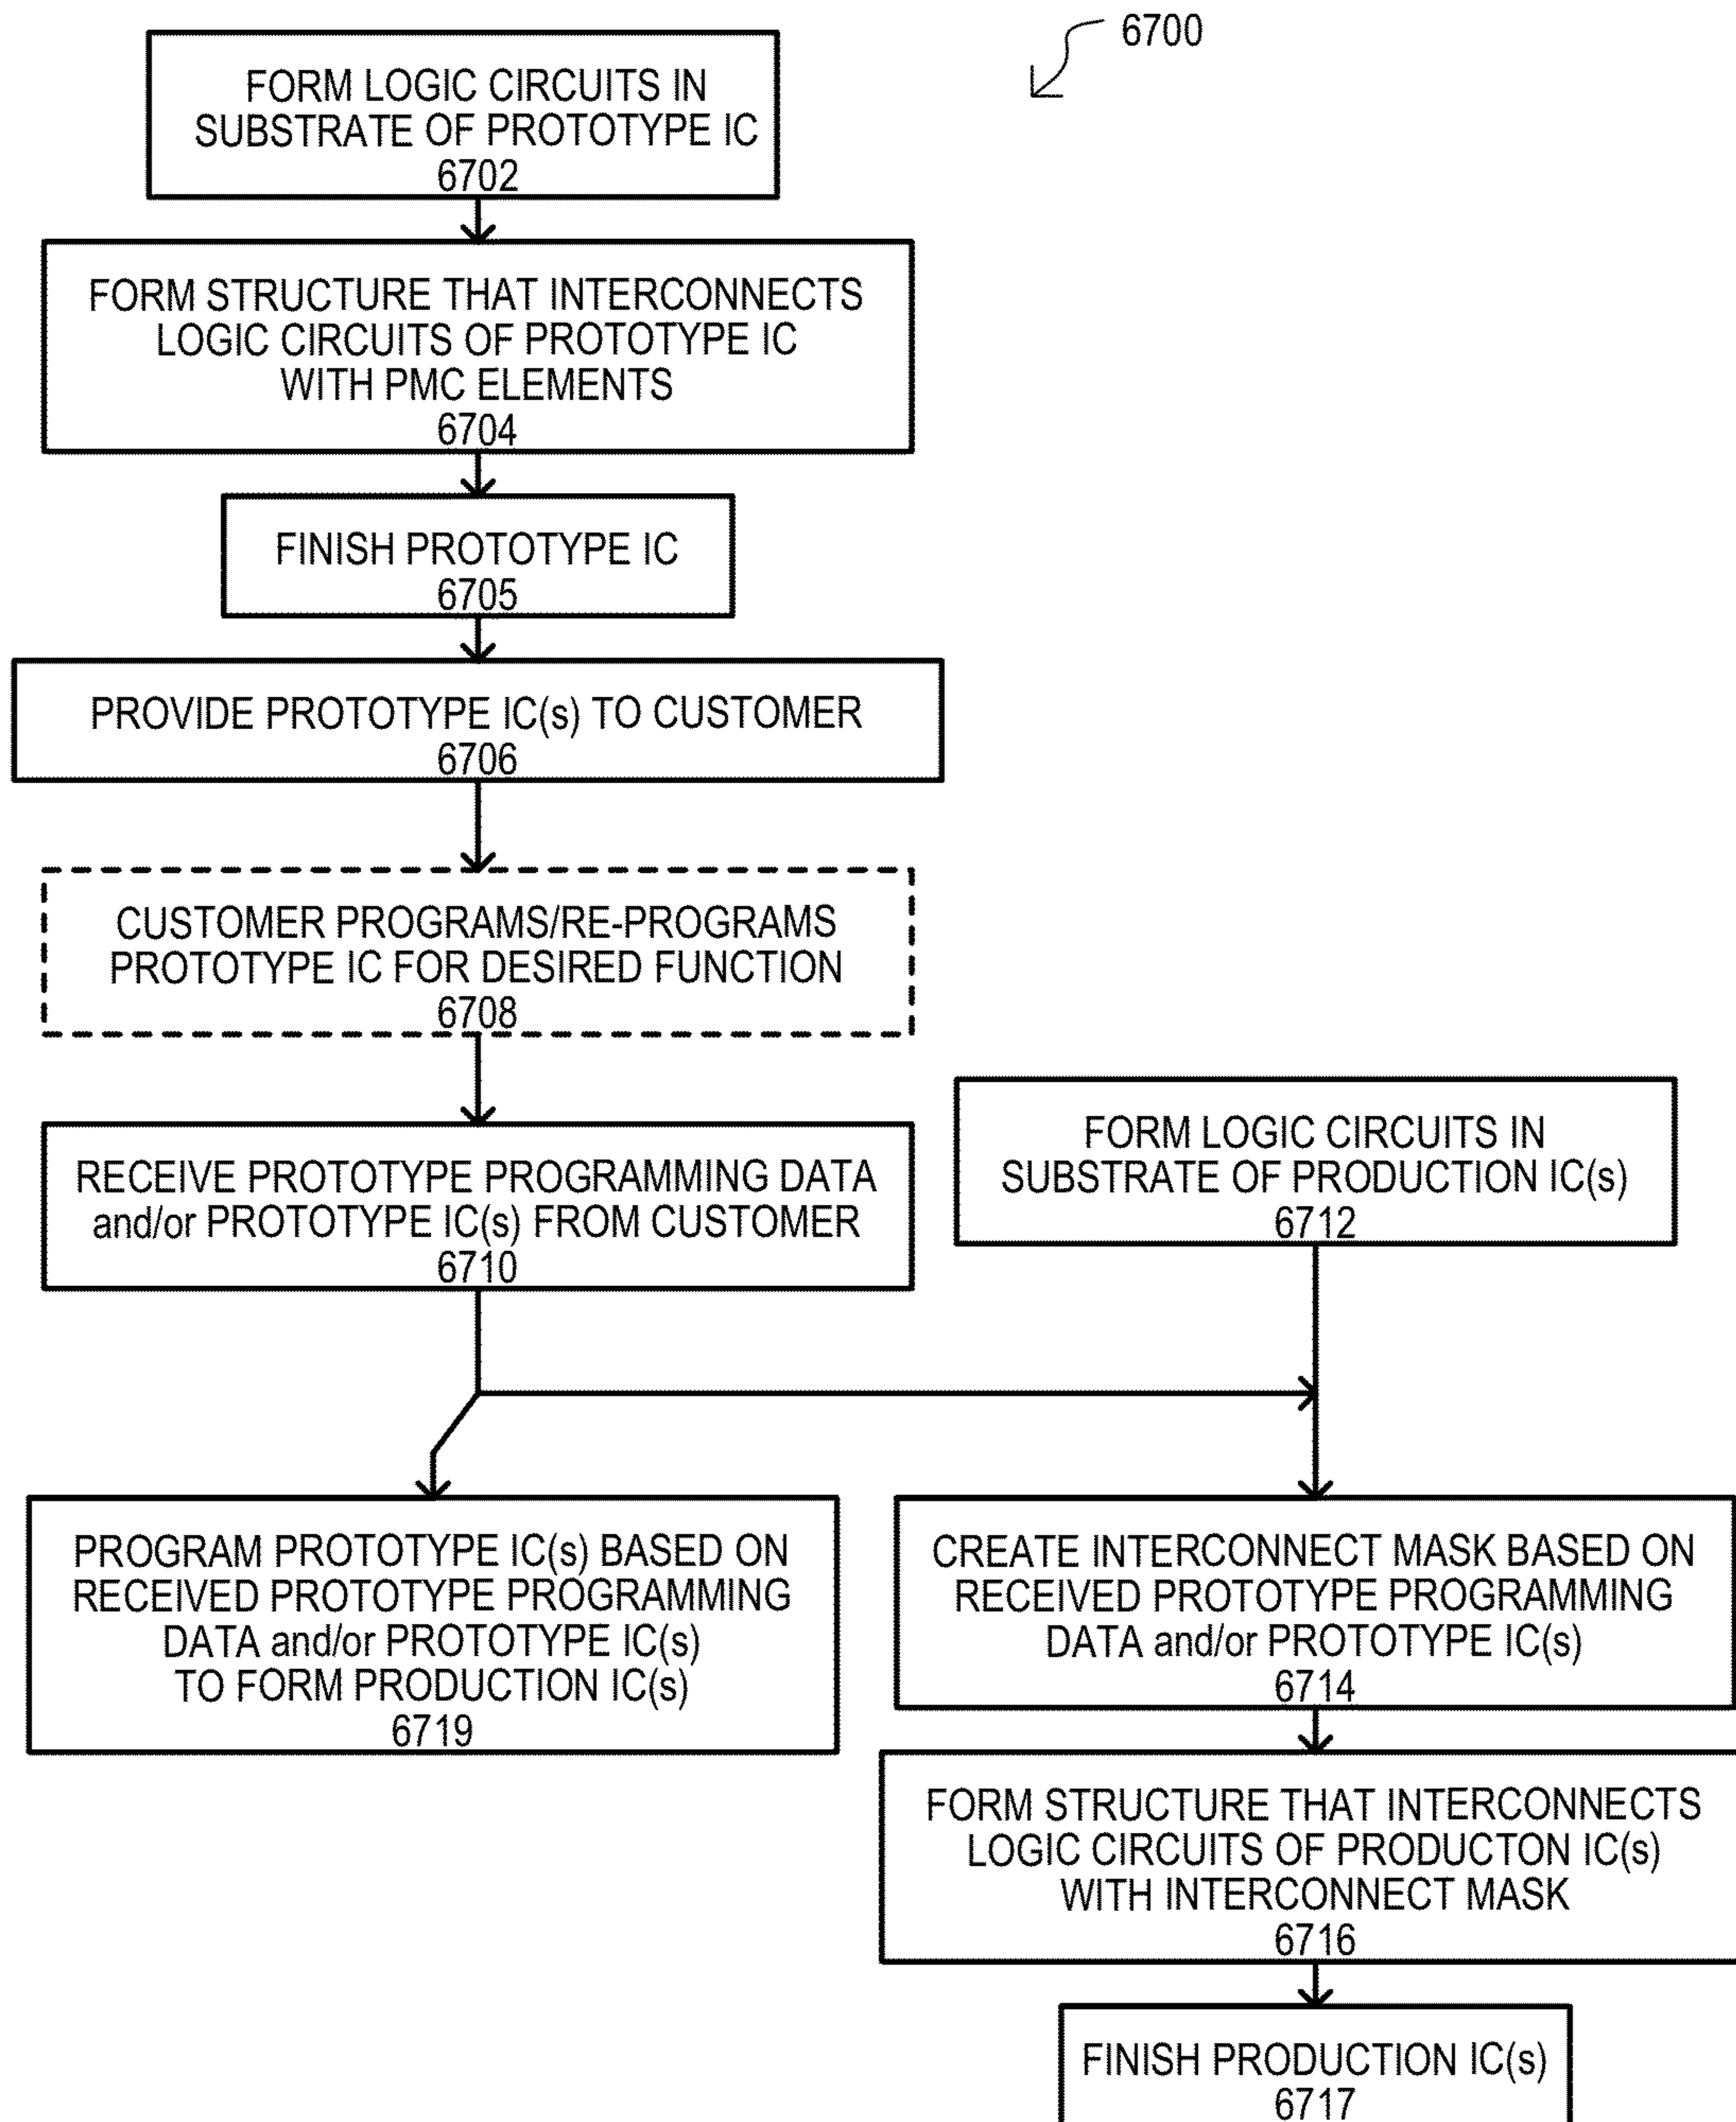 6700
FORM LOGIC CIRCUITS IN
SUBSTRATE OF PROTOTYPE IC
6702
FORM STRUCTURE THAT INTERCONNECTS
LOGIC CIRCUITS OF PROTOTYPE IC
WITH PMC ELEMENTS
6704
FINISH PROTOTYPE IC
6705
PROVIDE PROTOTYPE IC(s) TO CUSTOMER
6706
CUSTOMER PROGRAMS/RE-PROGRAMS
PROTOTYPE IC FOR DESIRED FUNCTION
6708
RECEIVE PROTOTYPE PROGRAMMING DATA
and/or PROTOTYPE IC(s) FROM CUSTOMER
6710
FORM LOGIC CIRCUITS IN
SUBSTRATE OF PRODUCTION IC(s)
6712
PROGRAM PROTOTYPE IC(s) BASED ON
RECEIVED PROTOTYPE PROGRAMMING
DATA and/or PROTOTYPE IC(s)
TO FORM PRODUCTION IC(s)
6719
CREATE INTERCONNECT MASK BASED ON
RECEIVED PROTOTYPE PROGRAMMING
DATA and/or PROTOTYPE IC(s)
6714
FORM STRUCTURE THAT INTERCONNECTS
LOGIC CIRCUITS OF PRODUCTON IC(s)
WITH INTERCONNECT MASK
6716
FINISH PRODUCTION IC(s)
6717